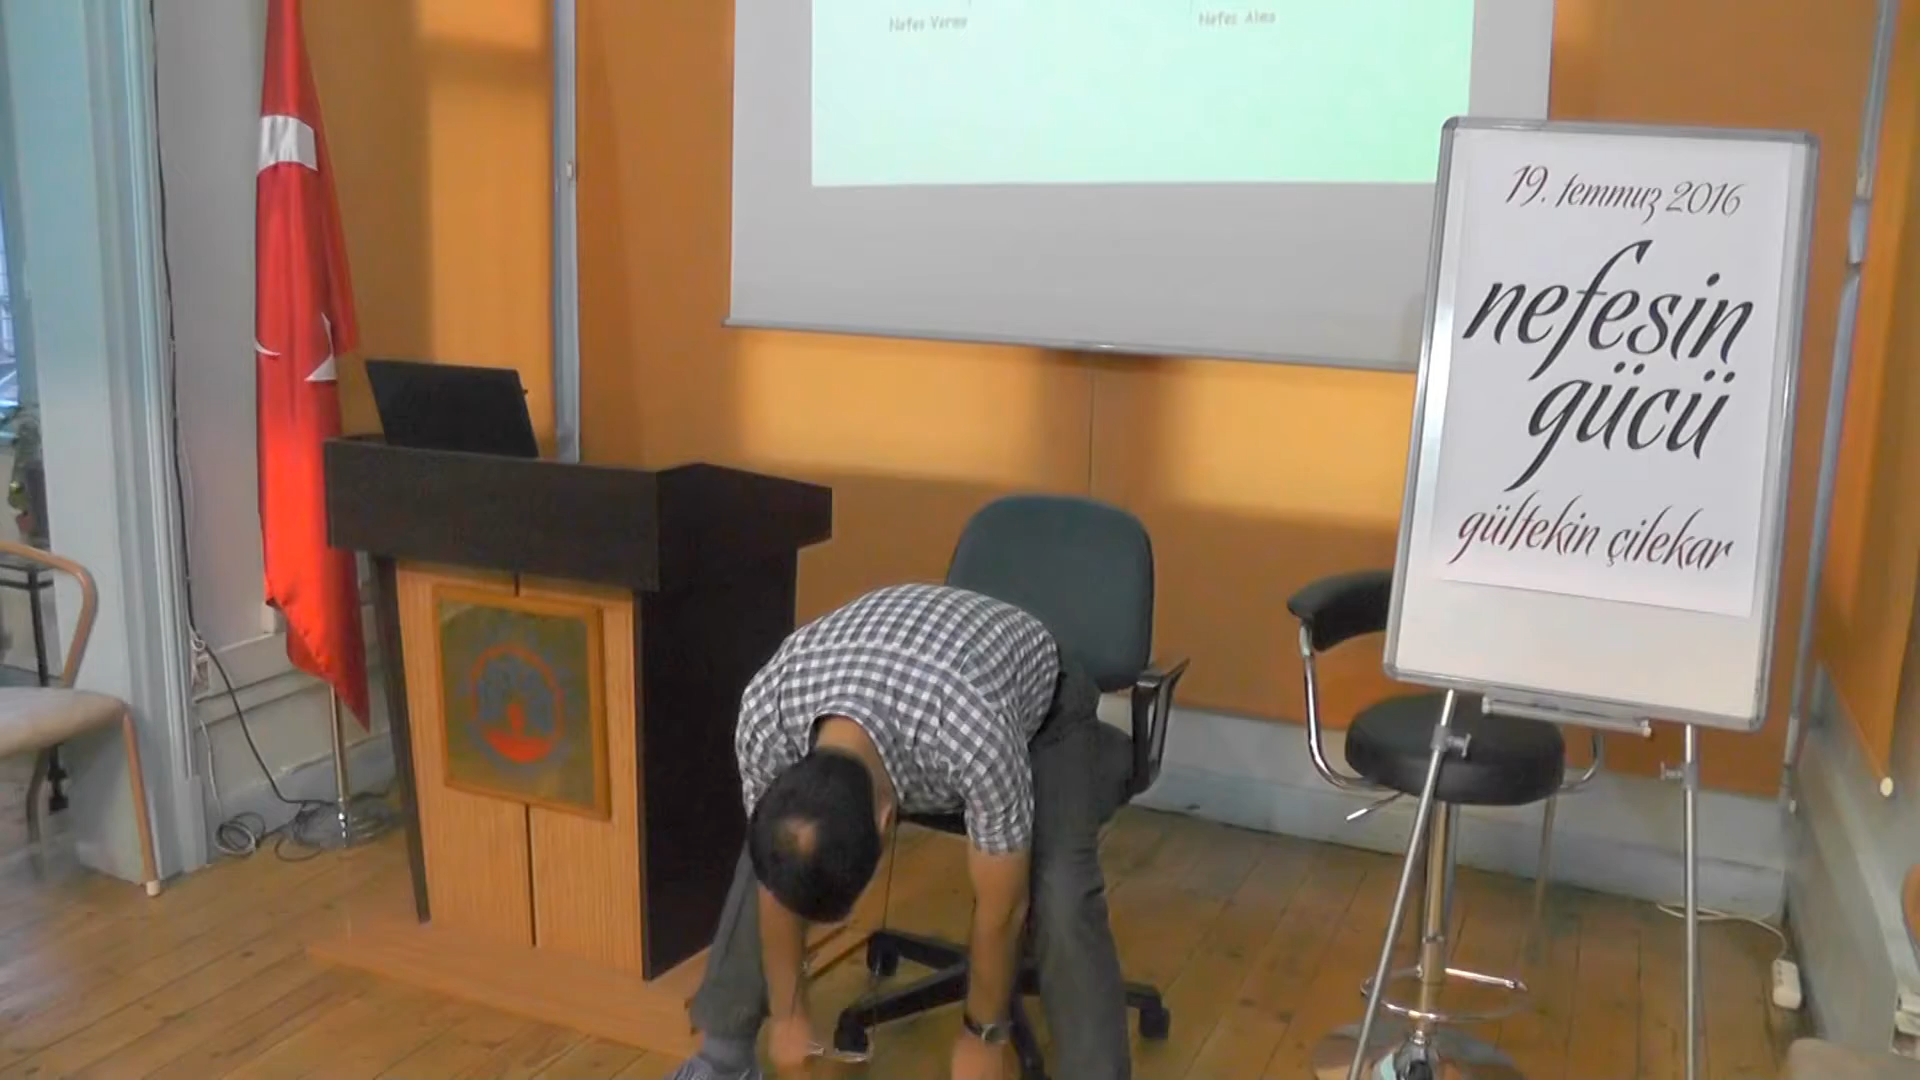 Nefes Verme
Nefes Alma
19. temmuz 2016
nefesin
gücü
gültekin çilekar